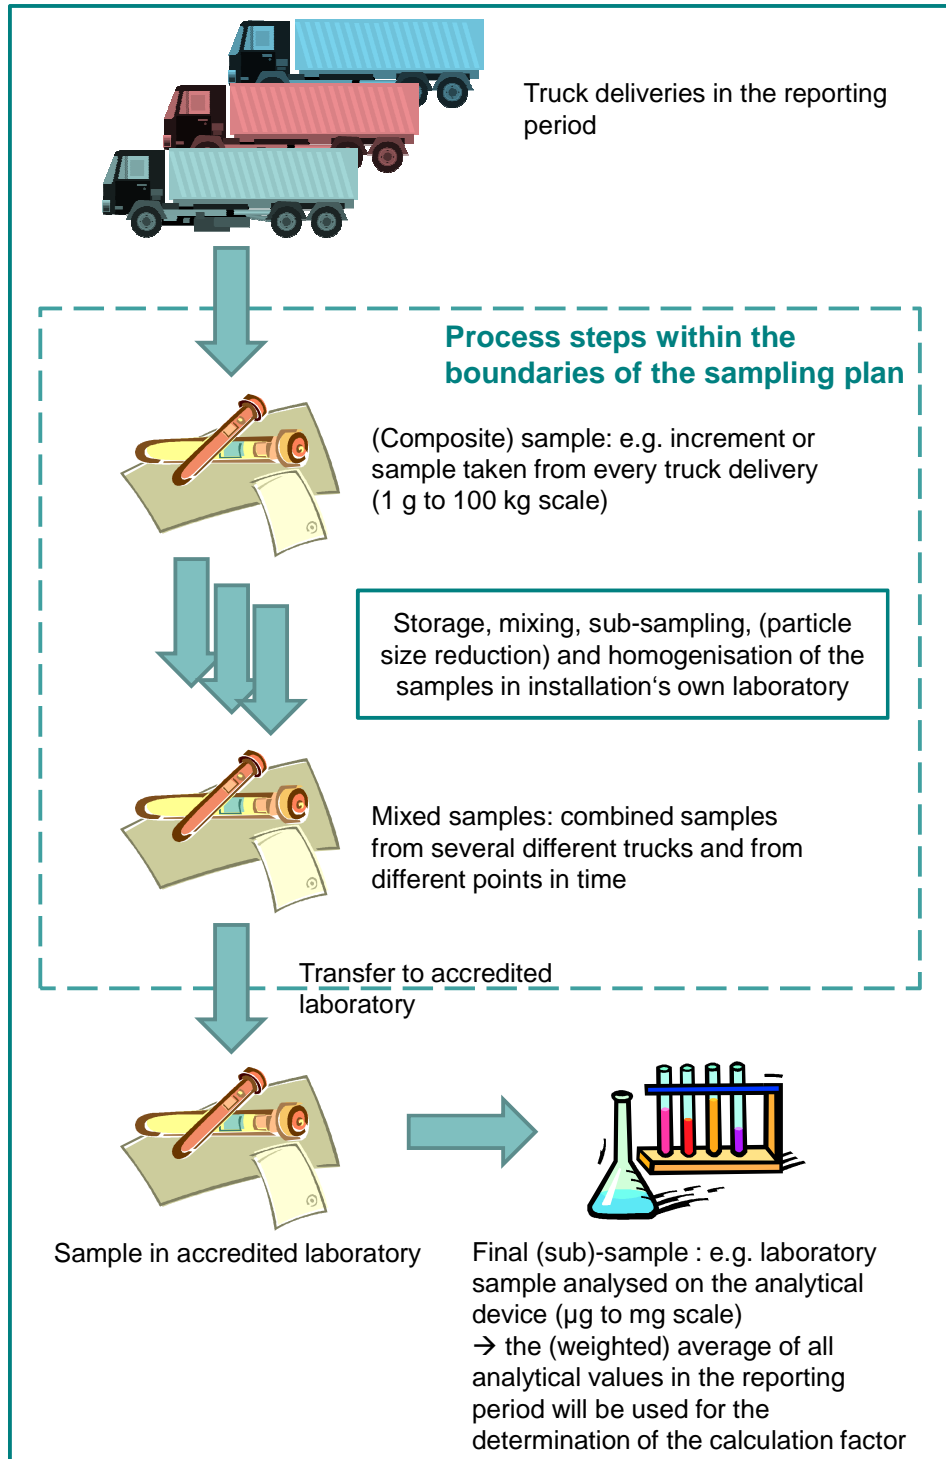 Truck deliveries in the reporting
period
Process steps within the
boundaries of the sampling plan
(Composite) sample: e.g. increment or
sample taken from every truck delivery
(1 g to 100 kg scale)
Storage, mixing, sub-sampling, (particle
size reduction) and homogenisation of the
samples in installation‘s own laboratory
Mixed samples: combined samples
from several different trucks and from
different points in time
Transfer to accredited
laboratory
Sample in accredited laboratory
Final (sub)-sample : e.g. laboratory
sample analysed on the analytical
device (µg to mg scale)
→ the (weighted) average of all
analytical values in the reporting
period will be used for the
determination of the calculation factor